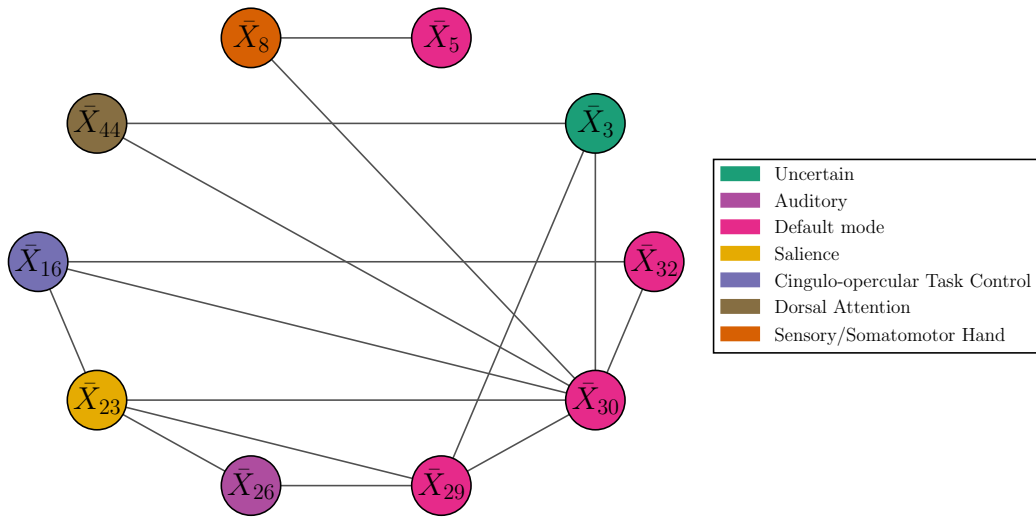 X̄₈
X̄₅
X̄₄₄
X̄₃
X̄₁₆
X̄₃₂
X̄₂₃
X̄₃₀
X̄₂₆
X̄₂₉
Uncertain
Auditory
Default mode
Salience
Cingulo-opercular Task Control
Dorsal Attention
Sensory/Somatomotor Hand